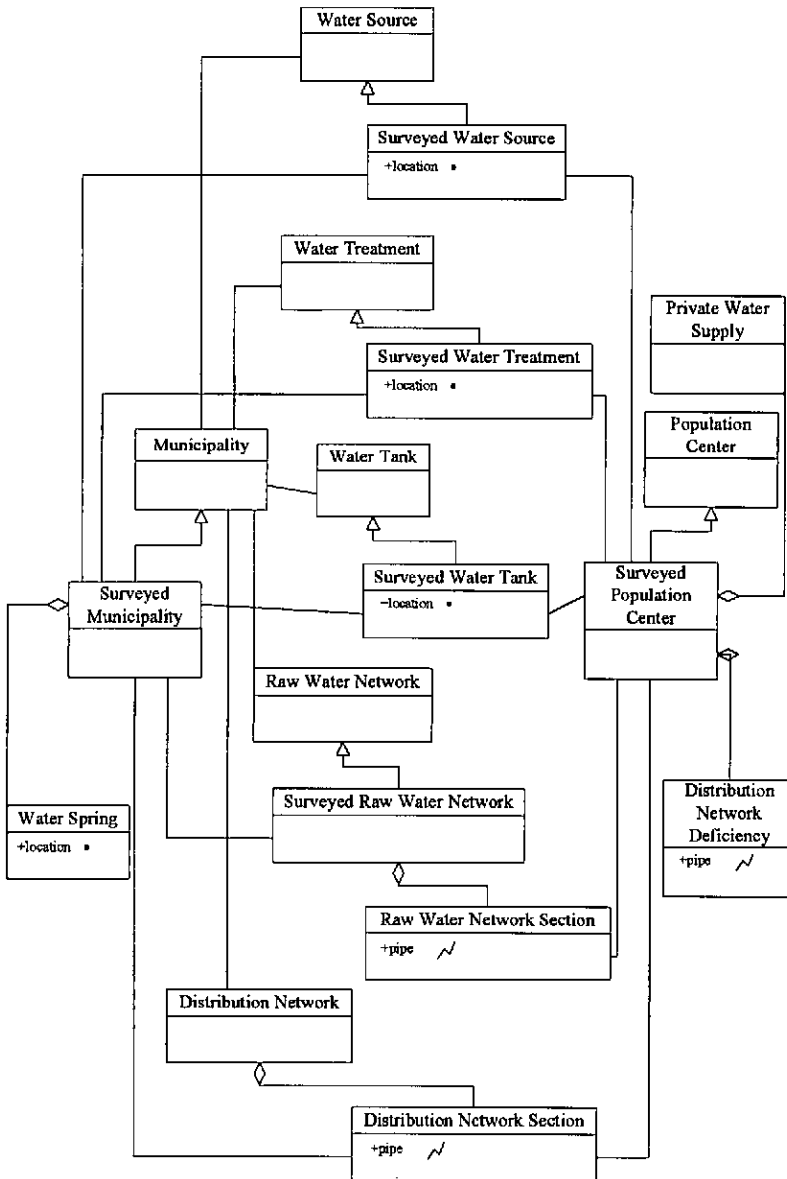 Water Source
Surveyed Water Source
+location
Water Treatment
Private Water
Supply
Surveyed Water Treatment
+location
Population
Center
Municipality
Water Tank
Surveyed
Municipality
Surveyed Water Tank
−location
Surveyed
Population
Center
Raw Water Network
Surveyed Raw Water Network
Distribution
Network
Deficiency
+pipe
Water Spring
+location
Raw Water Network Section
+pipe
Distribution Network
Distribution Network Section
+pipe